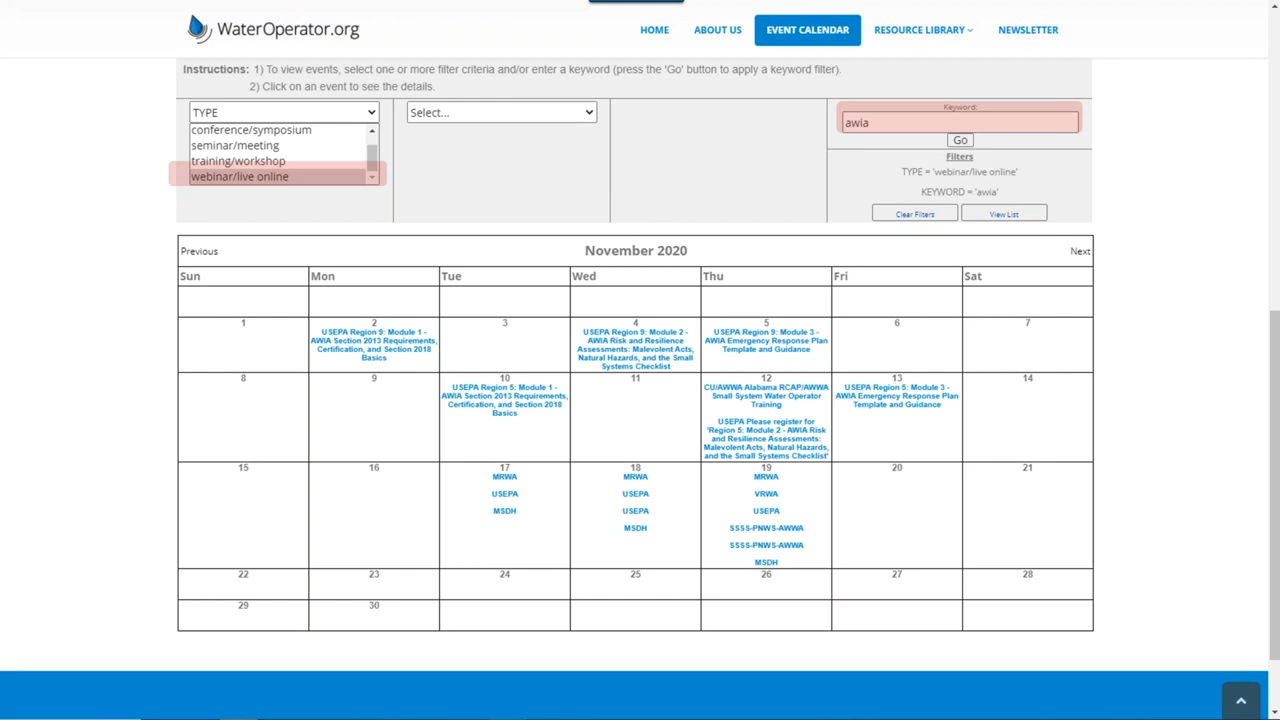 WaterOperator.org
HOME
ABOUT US
EVENT CALENDAR
RESOURCE LIBRARY
NEWSLETTER
Instructions: 1) To view events, select one or more filter criteria and/or enter a keyword (press the 'Go' button to apply a keyword filter).
2) Click on an event to see the details.
TYPE
conference/symposium
seminar/meeting
training/workshop
webinar/live online
Select...
Keyword:
awia
Go
Filters
TYPE = 'webinar/live online'
KEYWORD = 'awia'
Clear Filters
View List
Previous
November 2020
Next
Sun
Mon
Tue
Wed
Thu
Fri
Sat
1
2
USEPA Region 9: Module 1 -
AWIA Section 2013 Requirements,
Certification, and Section 2018
Basics
3
4
USEPA Region 9: Module 2 -
AWIA Risk and Resilience
Assessments: Malevolent Acts,
Natural Hazards, and the Small
Systems Checklist
5
USEPA Region 9: Module 3 -
AWIA Emergency Response Plan
Template and Guidance
6
7
8
9
10
USEPA Region 5: Module 1 -
AWIA Section 2013 Requirements,
Certification, and Section 2018
Basics
11
12
CU/AWWA Alabama RCAP/AWWA
Small System Water Operator
Training
USEPA Please register for
'Region 5: Module 2 - AWIA Risk
and Resilience Assessments:
Malevolent Acts, Natural Hazards,
and the Small Systems Checklist'
13
USEPA Region 5: Module 3 -
AWIA Emergency Response Plan
Template and Guidance
14
15
16
17
MRWA
USEPA
MSDH
18
MRWA
USEPA
USEPA
MSDH
19
MRWA
VRWA
USEPA
SSSS-PNWS-AWWA
SSSS-PNWS-AWWA
MSDH
20
21
22
23
24
25
26
27
28
29
30